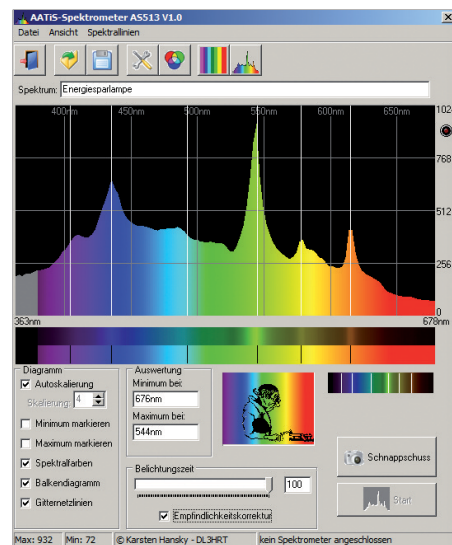 AATiS-Spektrometer AS513 V1.0
Datei Ansicht Spektrallinien
Spektrum: Energiesparlampe
400nm 450nm 500nm 550nm 600nm 650nm 102
768
512
256
0
363nm 678nm
Diagramm
Autoskalierung
Skalierung: 4
Minimum markieren
Maximum markieren
Spektralfarben
Balkendiagramm
Gitternetzlinien
Auswertung
Minimum bei:
676nm
Maximum bei:
544nm
Belichtungszeit
100
Empfindlichkeitskorrektur
Schnappschuss
Start
Max: 932 Min: 72 © Karsten Hansky - DL3HRT kein Spektrometer angeschlossen